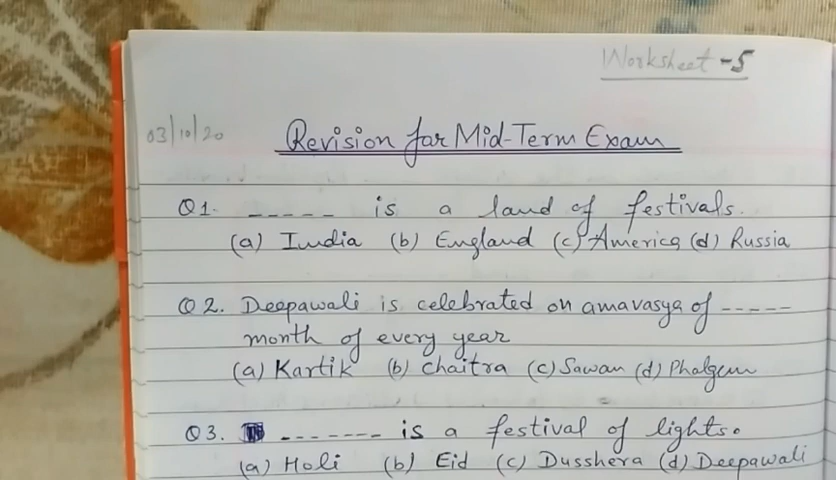 Worksheet-5
03/10/20
Revision for Mid-Term Exam
Q1. ----- is a land of festivals.
(a) India (b) England (c) America (d) Russia
Q2. Deepawali is celebrated on amavasya of -----
month of every year
(a) Kartik (b) Chaitra (c) Sawan (d) Phalgun
Q3. ------- is a festival of lights.
(a) Holi (b) Eid (c) Dusshera (d) Deepawali